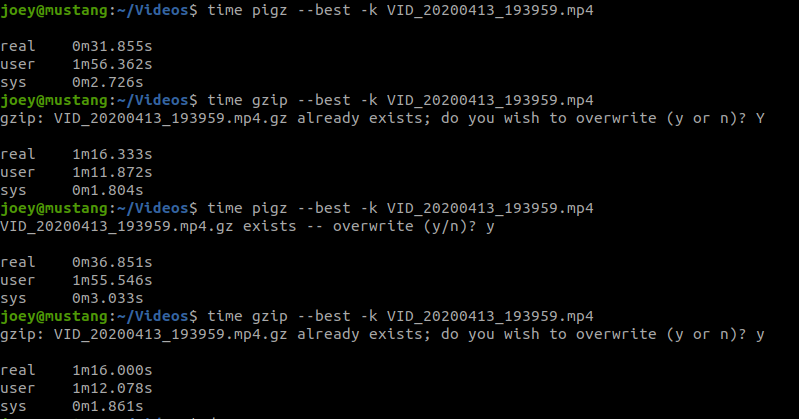 joey@mustang:~/Videos$ time pigz --best -k VID_20200413_193959.mp4
real    0m31.855s
user    1m56.362s
sys     0m2.726s
joey@mustang:~/Videos$ time gzip --best -k VID_20200413_193959.mp4
gzip: VID_20200413_193959.mp4.gz already exists; do you wish to overwrite (y or n)? Y
real    1m16.333s
user    1m11.872s
sys     0m1.804s
joey@mustang:~/Videos$ time pigz --best -k VID_20200413_193959.mp4
VID_20200413_193959.mp4.gz exists -- overwrite (y/n)? y
real    0m36.851s
user    1m55.546s
sys     0m3.033s
joey@mustang:~/Videos$ time gzip --best -k VID_20200413_193959.mp4
gzip: VID_20200413_193959.mp4.gz already exists; do you wish to overwrite (y or n)? y
real    1m16.000s
user    1m12.078s
sys     0m1.861s